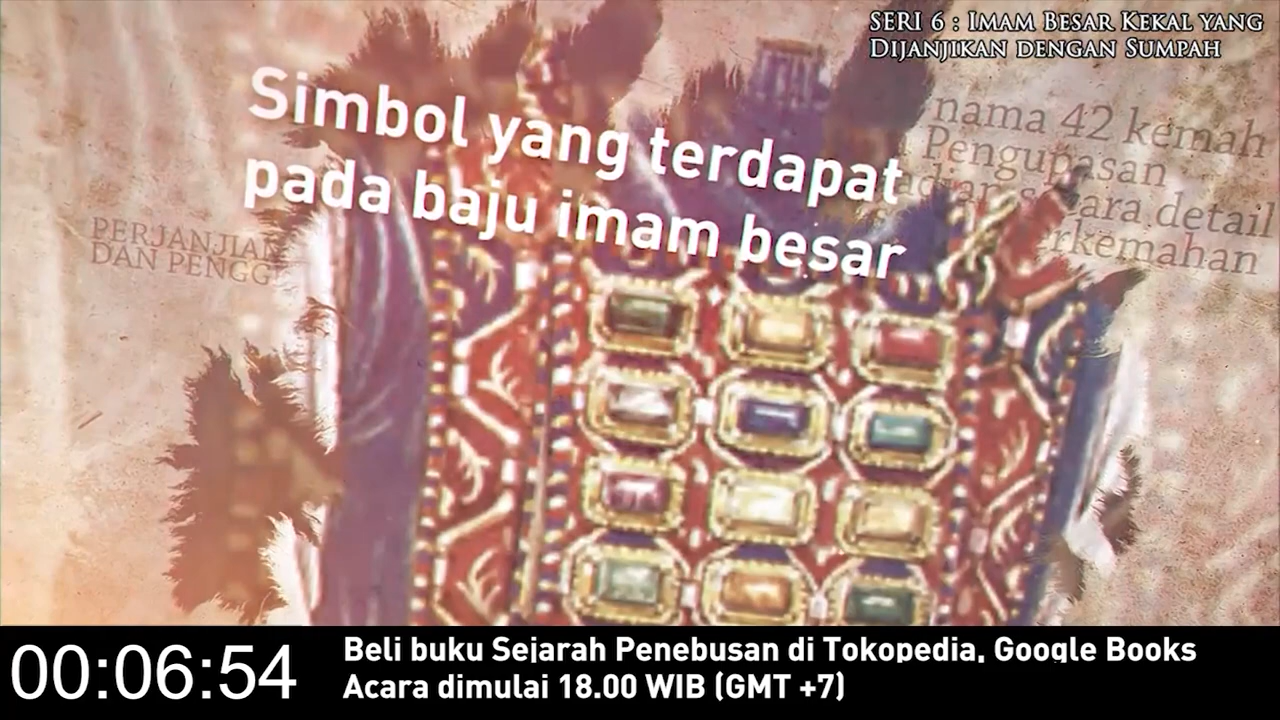 SERI 6 : IMAM BESAR KEKAL YANG
DIJANJIKAN DENGAN SUMPAH
Simbol yang terdapat
pada baju imam besar
nama 42 kemah
Pengupasan
detail
PERJANJIAN
DAN
00:06:54
Beli buku Sejarah Penebusan di Tokopedia, Google Books
Acara dimulai 18.00 WIB (GMT +7)